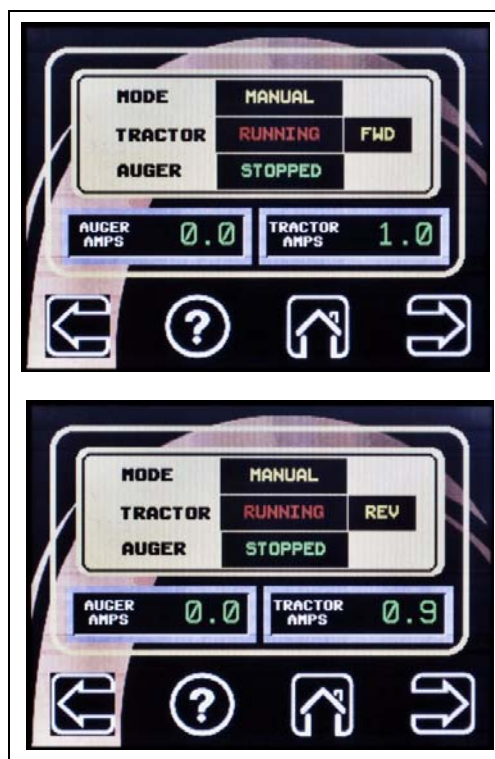 MODE MANUAL
TRACTOR RUNNING FWD
AUGER STOPPED
AUGER AMPS 0.0 TRACTOR AMPS 1.0
?
MODE MANUAL
TRACTOR RUNNING REV
AUGER STOPPED
AUGER AMPS 0.0 TRACTOR AMPS 0.9
?